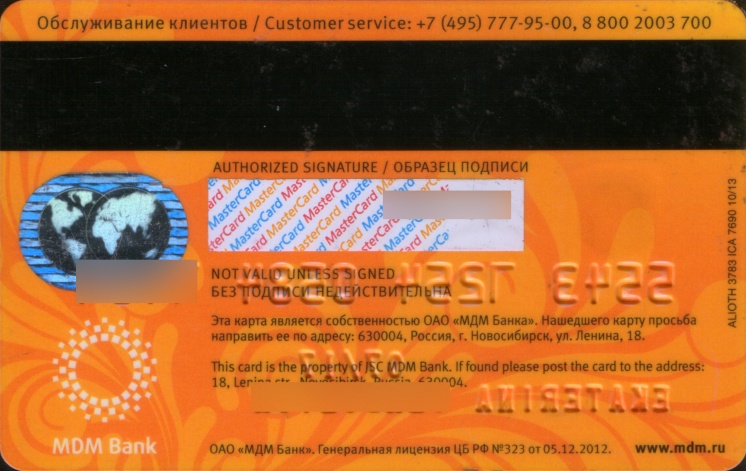 Обслуживание клиентов / Customer service: +7 (495) 777-95-00, 8 800 2003 700
AUTHORIZED SIGNATURE / ОБРАЗЕЦ ПОДПИСИ
MasterCard MasterCard MasterCard
NOT VALID UNLESS SIGNED
БЕЗ ПОДПИСИ НЕДЕЙСТВИТЕЛЬНА
Эта карта является собственностью ОАО «МДМ Банка». Нашедшего карту просьба
направить ее по адресу: 630004, Россия, г. Новосибирск, ул. Ленина, 18.
This card is the property of JSC MDM Bank. If found please post the card to the address:
18, Lenina str., Novosibirsk, Russia, 630004.
EKATERINA
MDM Bank
ОАО «МДМ Банк». Генеральная лицензия ЦБ РФ №323 от 05.12.2012.
www.mdm.ru
ALIOTH 3783 ICA 7690 10/13